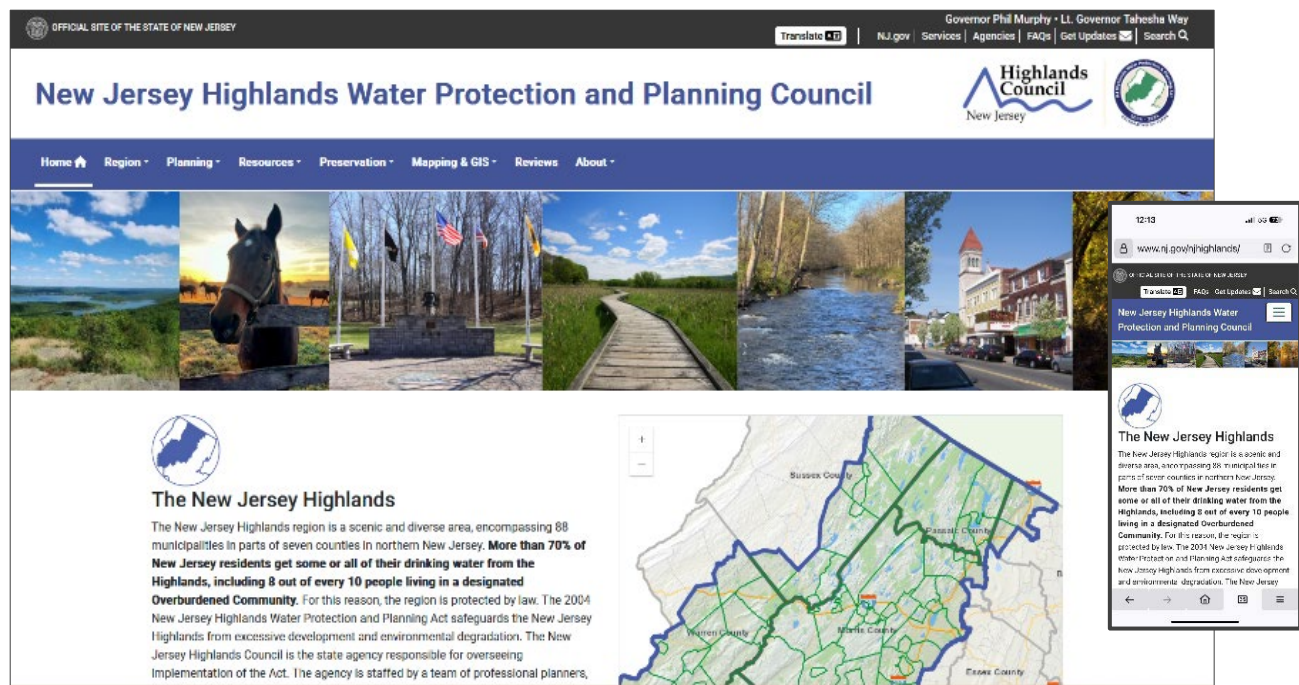 OFFICIAL SITE OF THE STATE OF NEW JERSEY
Governor Phil Murphy • Lt. Governor Tahesha Way
Translate
NJ.gov | Services | Agencies | FAQs | Get Updates | Search
New Jersey Highlands Water Protection and Planning Council
Highlands
Council
New Jersey
Home Region Planning Resources Preservation Mapping & GIS Reviews About
The New Jersey Highlands
The New Jersey Highlands region is a scenic and diverse area, encompassing 88
municipalities in parts of seven counties in northern New Jersey. More than 70% of
New Jersey residents get some or all of their drinking water from the
Highlands, including 8 out of every 10 people living in a designated
Overburdened Community. For this reason, the region is protected by law. The 2004
New Jersey Highlands Water Protection and Planning Act safeguards the New Jersey
Highlands from excessive development and environmental degradation. The New
Jersey Highlands Council is the state agency responsible for overseeing
implementation of the Act. The agency is staffed by a team of professional planners,
+
−
Sussex County
Passaic County
Warren County
Morris County
Essex County
12:13
5G
www.nj.gov/njhighlands/
OFFICIAL SITE OF THE STATE OF NEW JERSEY
Translate FAQs Get Updates | Search
New Jersey Highlands Water
Protection and Planning Council
The New Jersey Highlands
The New Jersey Highlands region is a scenic and
diverse area, encompassing 88 municipalities in
parts of seven counties in northern New Jersey.
More than 70% of New Jersey residents get
some or all of their drinking water from the
Highlands, including 8 out of every 10 people
living in a designated Overburdened
Community. For this reason, the region is
protected by law. The 2004 New Jersey Highlands
Water Protection and Planning Act safeguards the
New Jersey Highlands from excessive development
and environmental degradation. The New Jersey